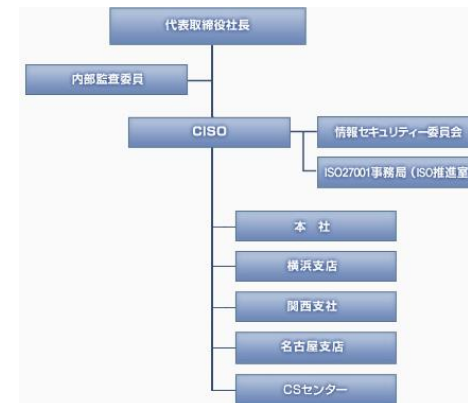 代表取締役社長
内部監査委員
CISO
情報セキュリティー委員会
ISO27001事務局（ISO推進室
本 社
横浜支店
関西支社
名古屋支店
CSセンター